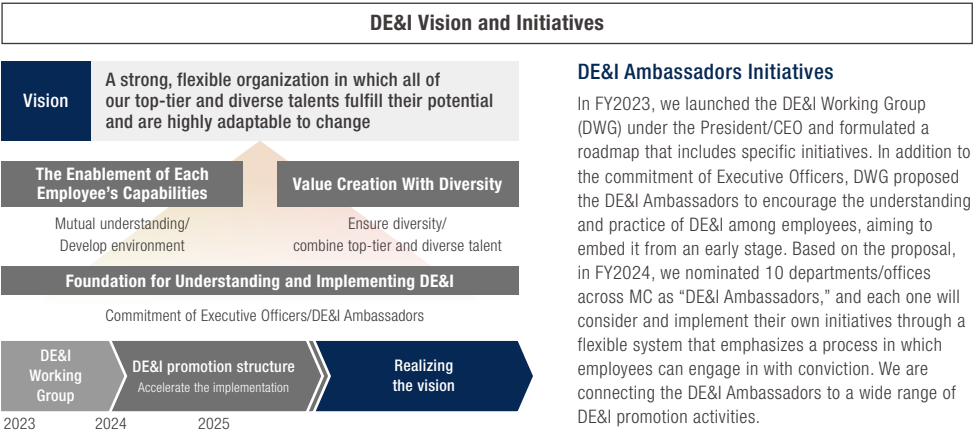 DE&I Vision and Initiatives
Vision
A strong, flexible organization in which all of
our top-tier and diverse talents fulfill their potential
and are highly adaptable to change
The Enablement of Each
Employee's Capabilities
Value Creation With Diversity
Mutual understanding/
Develop environment
Ensure diversity/
combine top-tier and diverse talent
Foundation for Understanding and Implementing DE&I
Commitment of Executive Officers/DE&I Ambassadors
DE&I
Working
Group
DE&I promotion structure
Accelerate the implementation
Realizing
the vision
2023
2024
2025
DE&I Ambassadors Initiatives
In FY2023, we launched the DE&I Working Group
(DWG) under the President/CEO and formulated a
roadmap that includes specific initiatives. In addition to
the commitment of Executive Officers, DWG proposed
the DE&I Ambassadors to encourage the understanding
and practice of DE&I among employees, aiming to
embed it from an early stage. Based on the proposal,
in FY2024, we nominated 10 departments/offices
across MC as “DE&I Ambassadors,” and each one will
consider and implement their own initiatives through a
flexible system that emphasizes a process in which
employees can engage in with conviction. We are
connecting the DE&I Ambassadors to a wide range of
DE&I promotion activities.